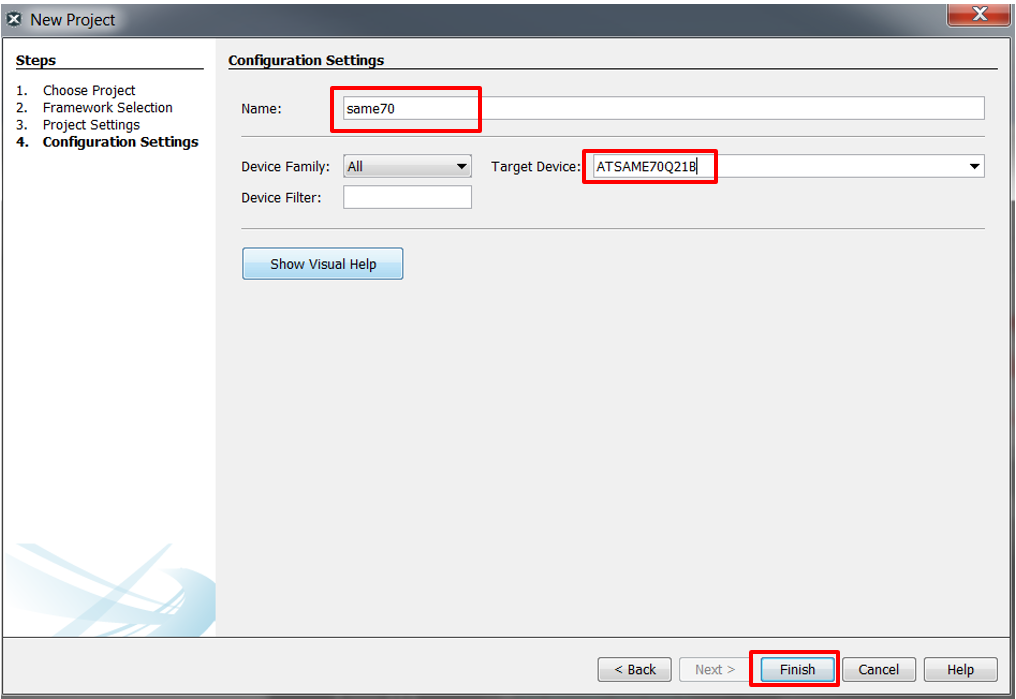 New Project
Steps
1. Choose Project
2. Framework Selection
3. Project Settings
4. Configuration Settings
Configuration Settings
Name: same70
Device Family: All Target Device: ATSAME70Q21B
Device Filter:
Show Visual Help
< Back Next > Finish Cancel Help